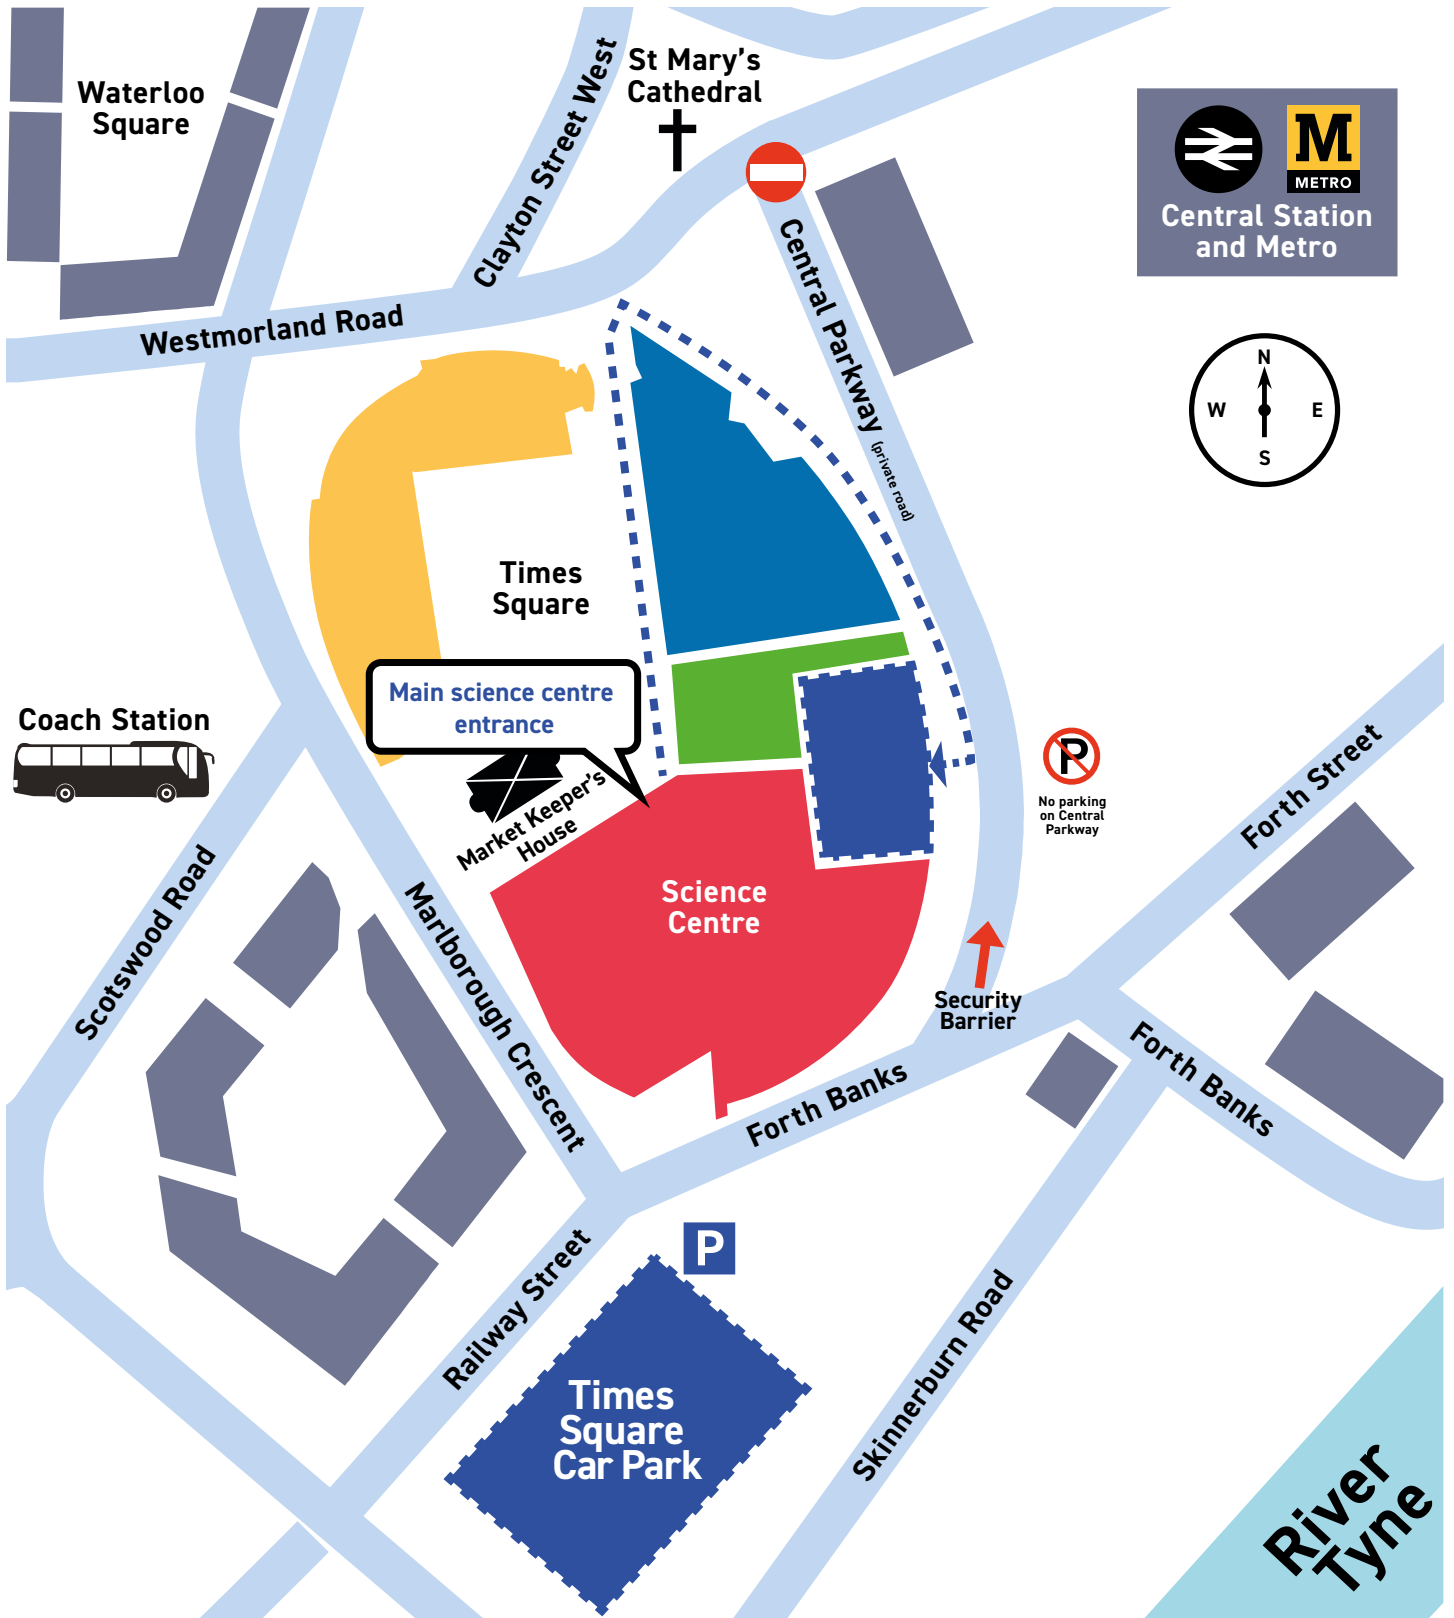 Waterloo
Square
Clayton Street West
St Mary's
Cathedral
M
METRO
Central Station
and Metro
Westmorland Road
Central Parkway (private road)
N
W
E
S
Times
Square
Main science centre
entrance
Coach Station
Market Keeper's
House
P
No parking
on Central
Parkway
Forth Street
Scotswood Road
Marlborough Crescent
Science
Centre
Security
Barrier
Forth Banks
Forth Banks
Railway Street
P
Times
Square
Car Park
Skinnerburn Road
River
Tyne